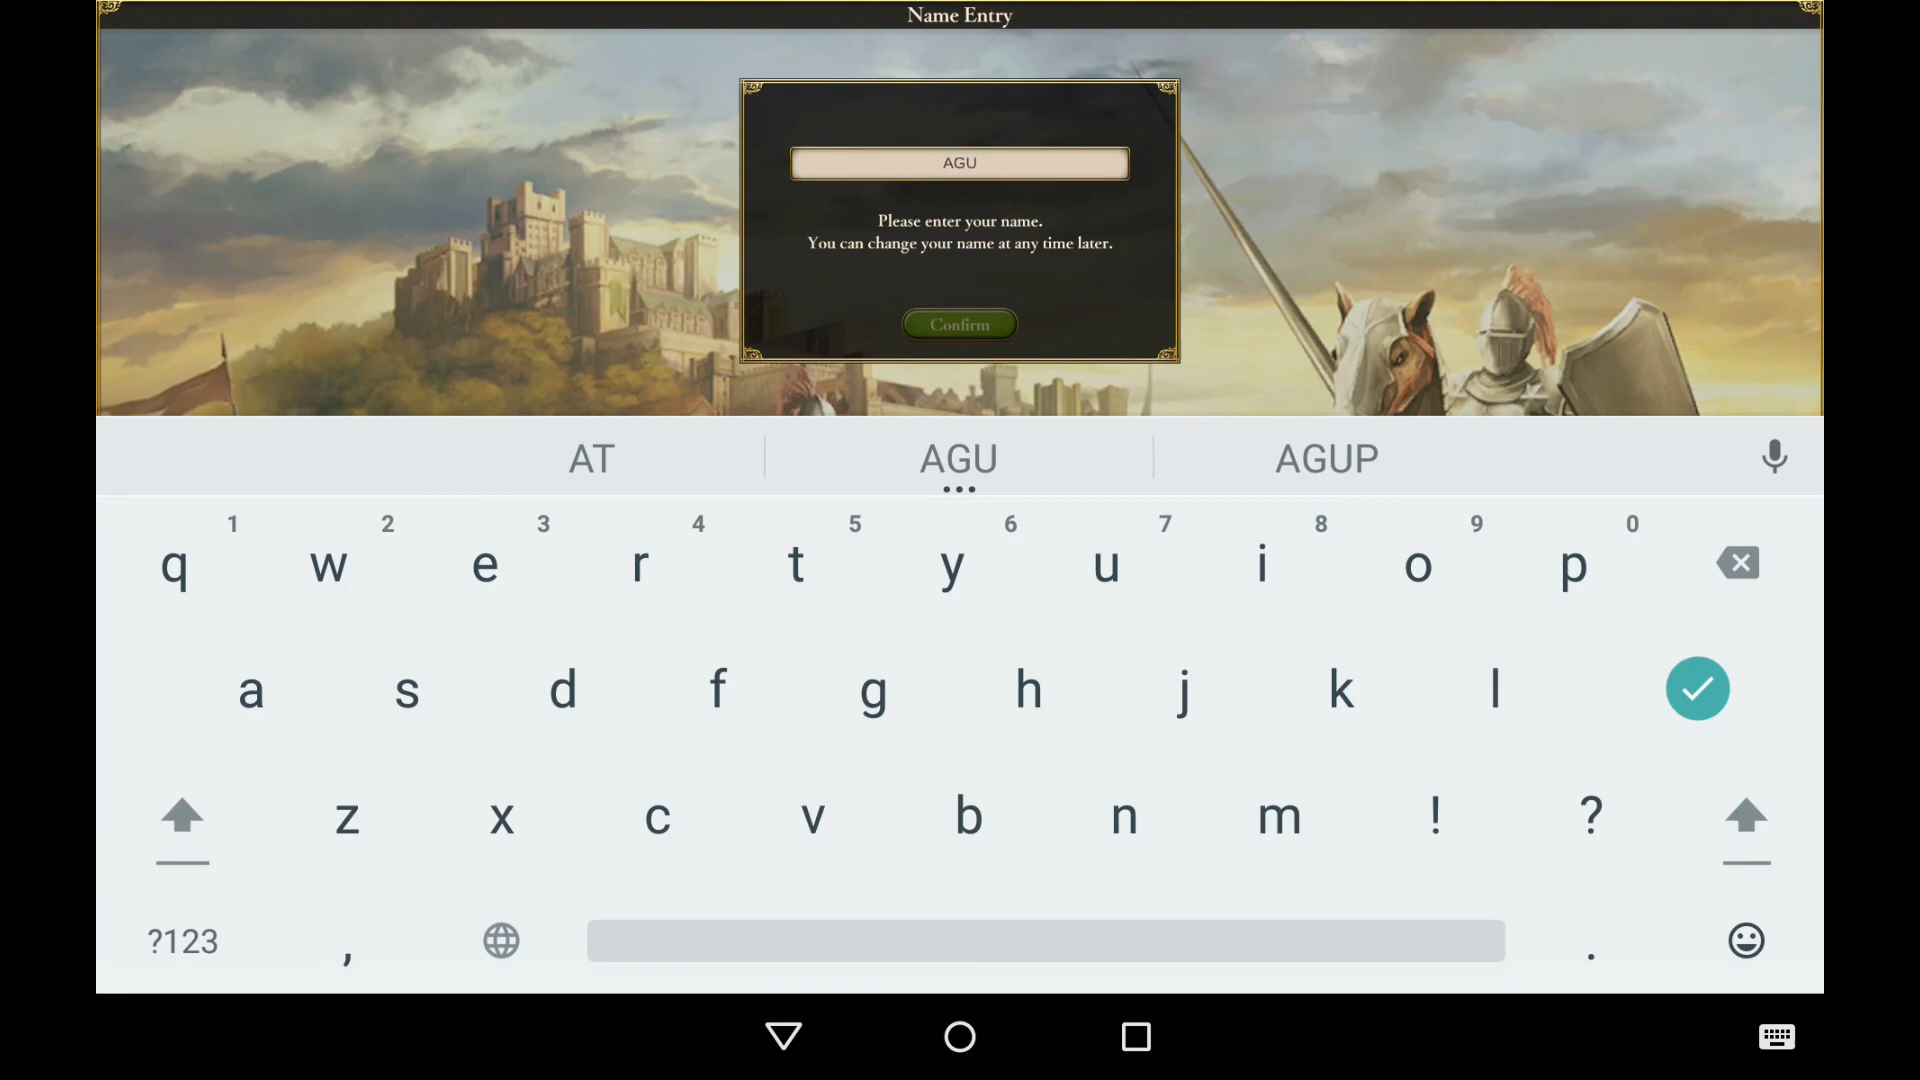 Name Entry
AGU
Please enter your name.
You can change your name at any time later.
Confirm
AT AGU AGUP
1 2 3 4 5 6 7 8 9 0
q w e r t y u i o p
a s d f g h j k l
z x c v b n m ! ?
?123 , .